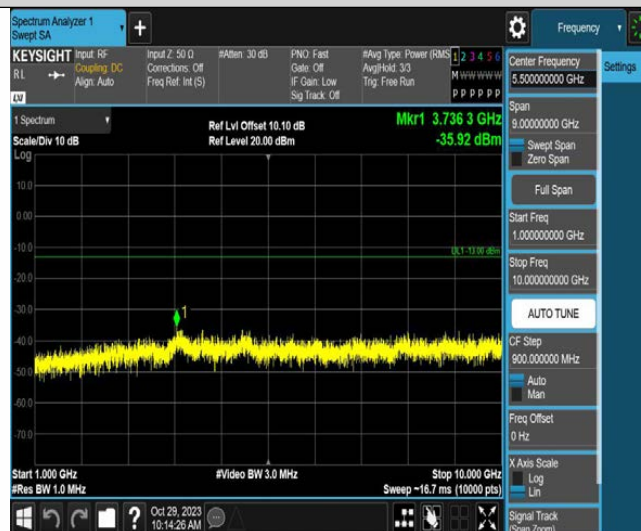 Spectrum Analyzer 1
Swept SA
Frequency
KEYSIGHT
RL
Input: RF
Coupling: DC
Align: Auto
Input Z: 50 Ω
Corrections: Off
Freq Ref: Int (S)
#Atten: 30 dB
PNO: Fast
Gate: Off
IF Gain: Low
Sig Track: Off
#Avg Type: Power (RMS
Avg|Hold: 3/3
Trig: Free Run
1 2 3 4 5 6
M W W W W W
P P P P P P
LXI
1 Spectrum
Scale/Div 10 dB
Log
Ref Lvl Offset 10.10 dB
Ref Level 20.00 dBm
Mkr1 3.736 3 GHz
-35.92 dBm
10.0
0.00
-10.0
DL1 -13.00 dBm
-20.0
-30.0
1
-40.0
-50.0
-60.0
-70.0
Start 1.000 GHz
#Res BW 1.0 MHz
#Video BW 3.0 MHz
Stop 10.000 GHz
Sweep ~16.7 ms (10000 pts)
Center Frequency
5.500000000 GHz
Settings
Span
9.00000000 GHz
Swept Span
Zero Span
Full Span
Start Freq
1.000000000 GHz
Stop Freq
10.000000000 GHz
AUTO TUNE
CF Step
900.000000 MHz
Auto
Man
Freq Offset
0 Hz
X Axis Scale
Log
Lin
Signal Track
(Span Zoom)
?
Oct 29, 2023
10:14:26 AM